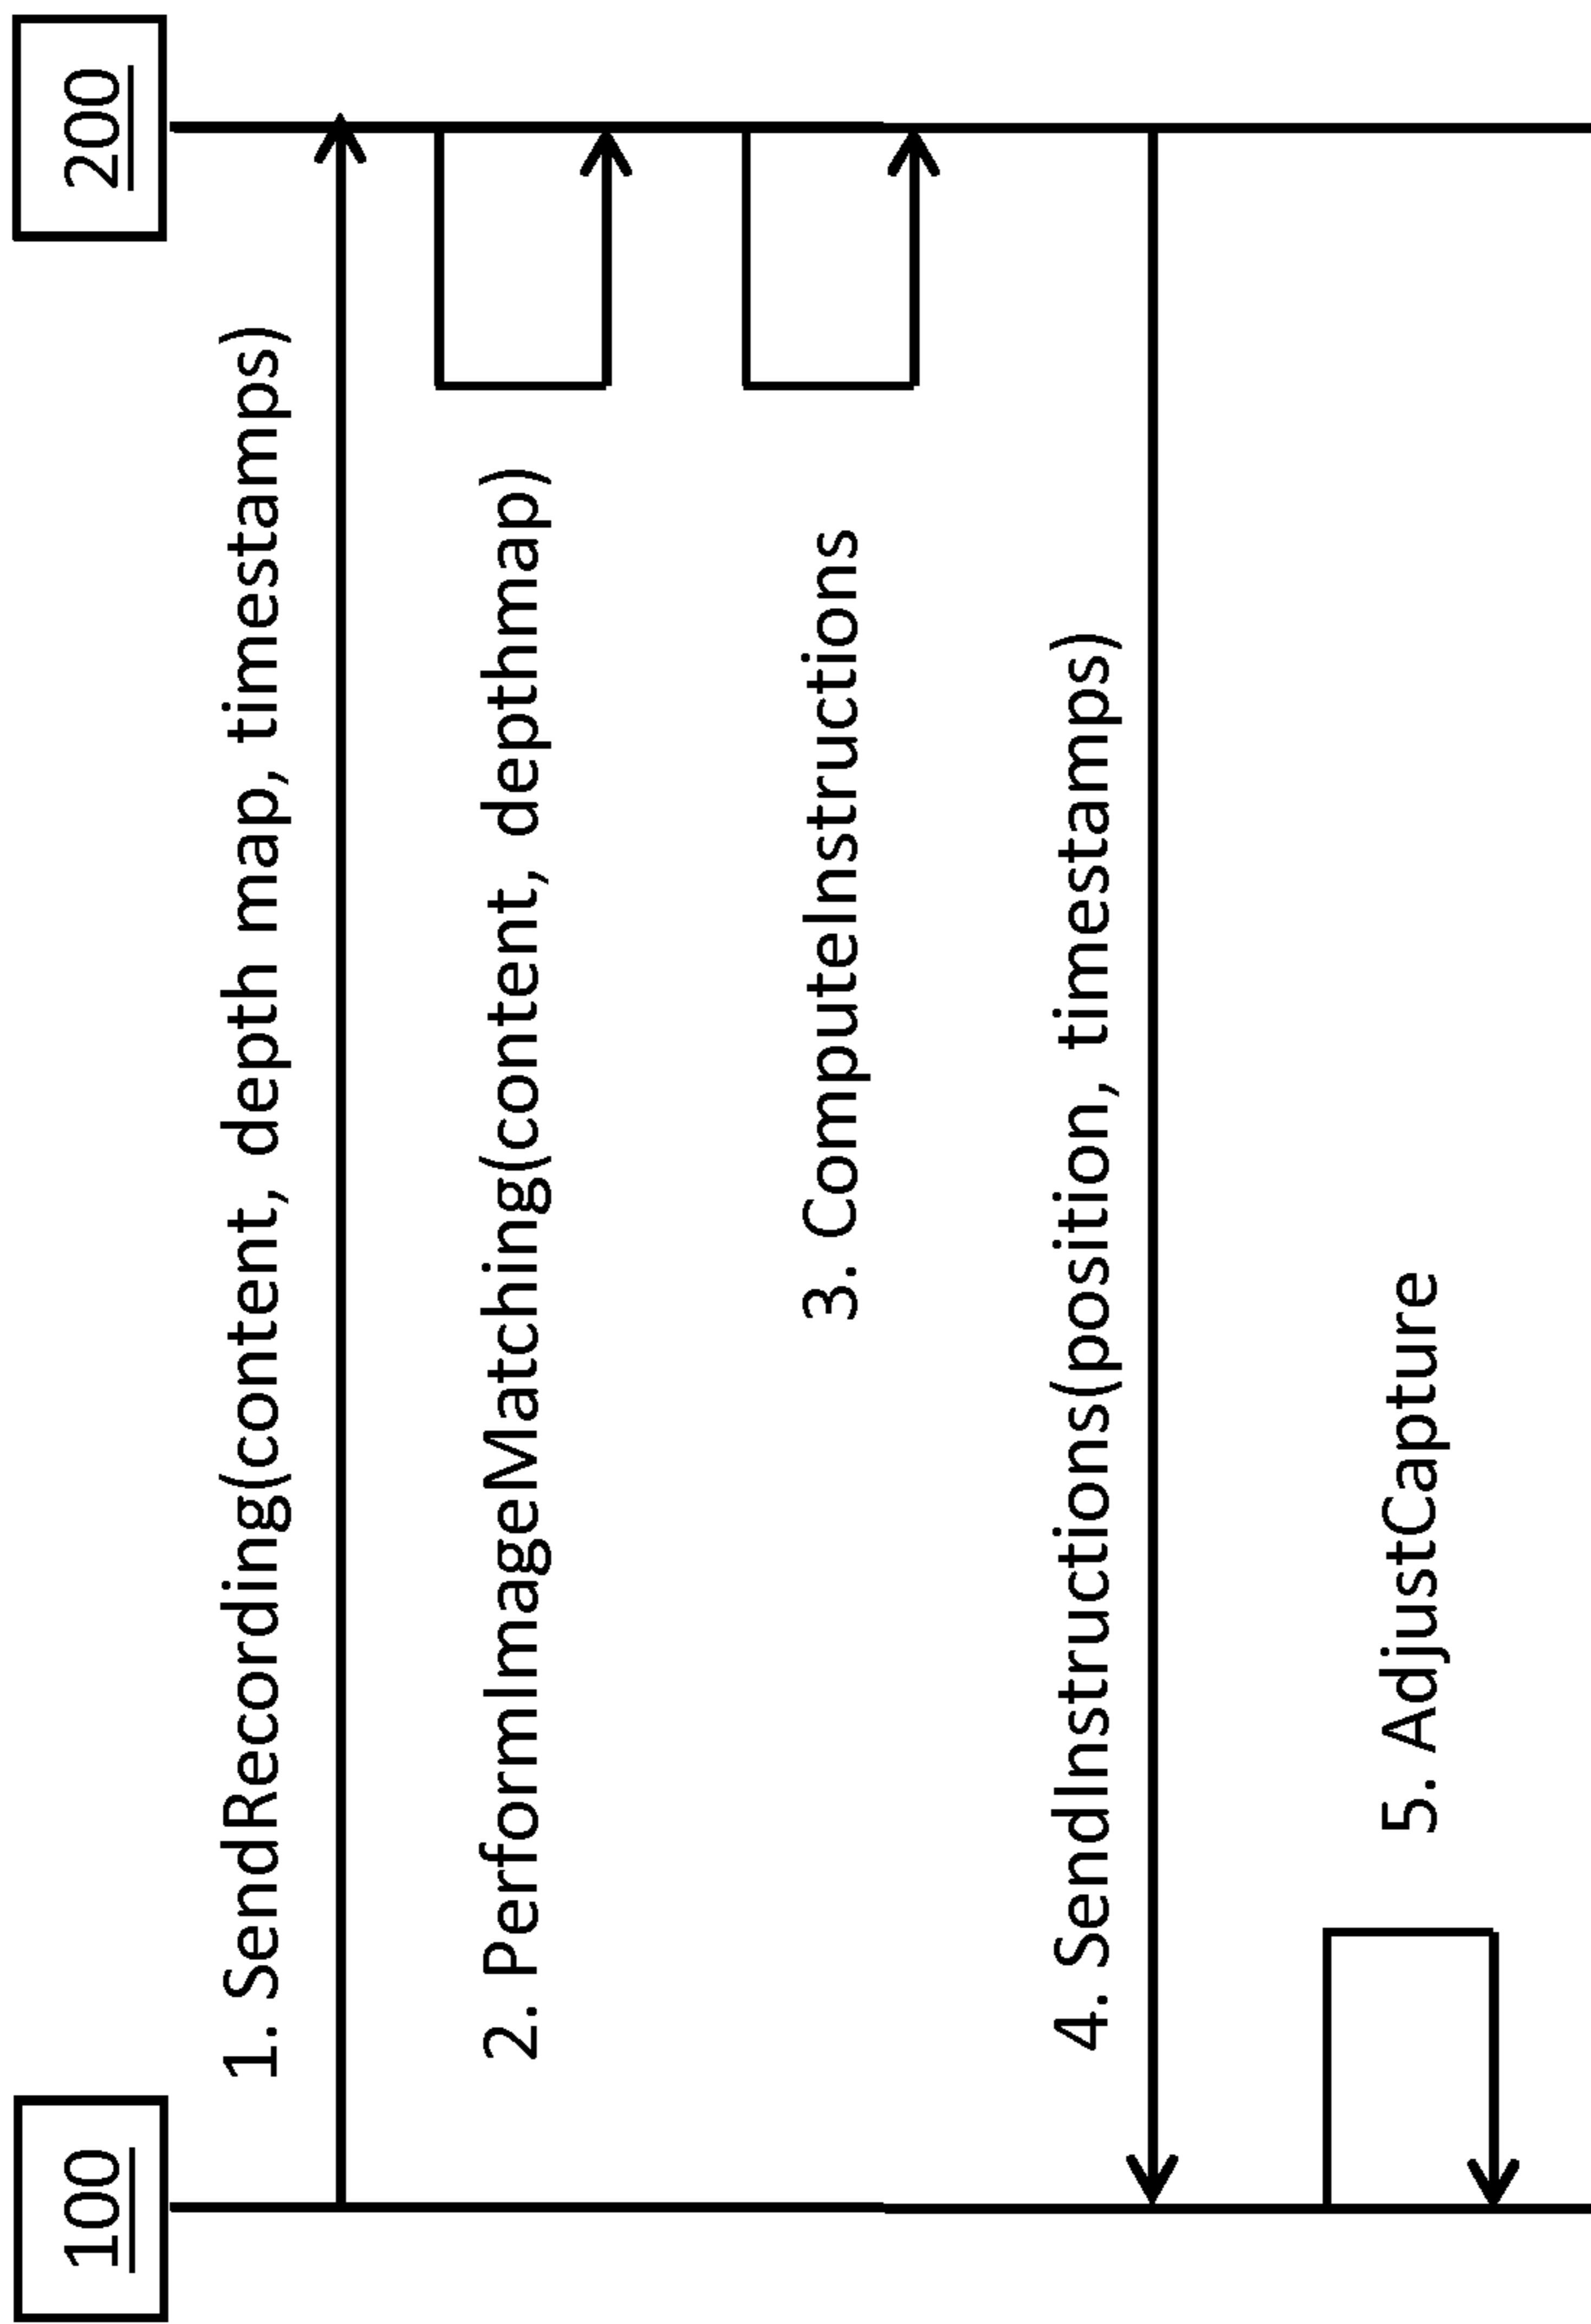 100
200
1. SendRecording(content, depth map, timestamps)
2. PerformImageMatching(content, depthmap)
3. ComputeInstructions
4. SendInstructions(position, timestamps)
5. AdjustCapture